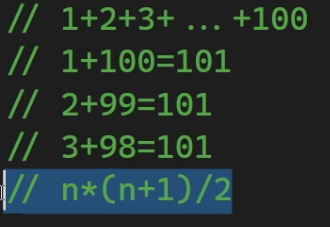 // 1+2+3+ ... +100
// 1+100=101
// 2+99=101
// 3+98=101
// n*(n+1)/2